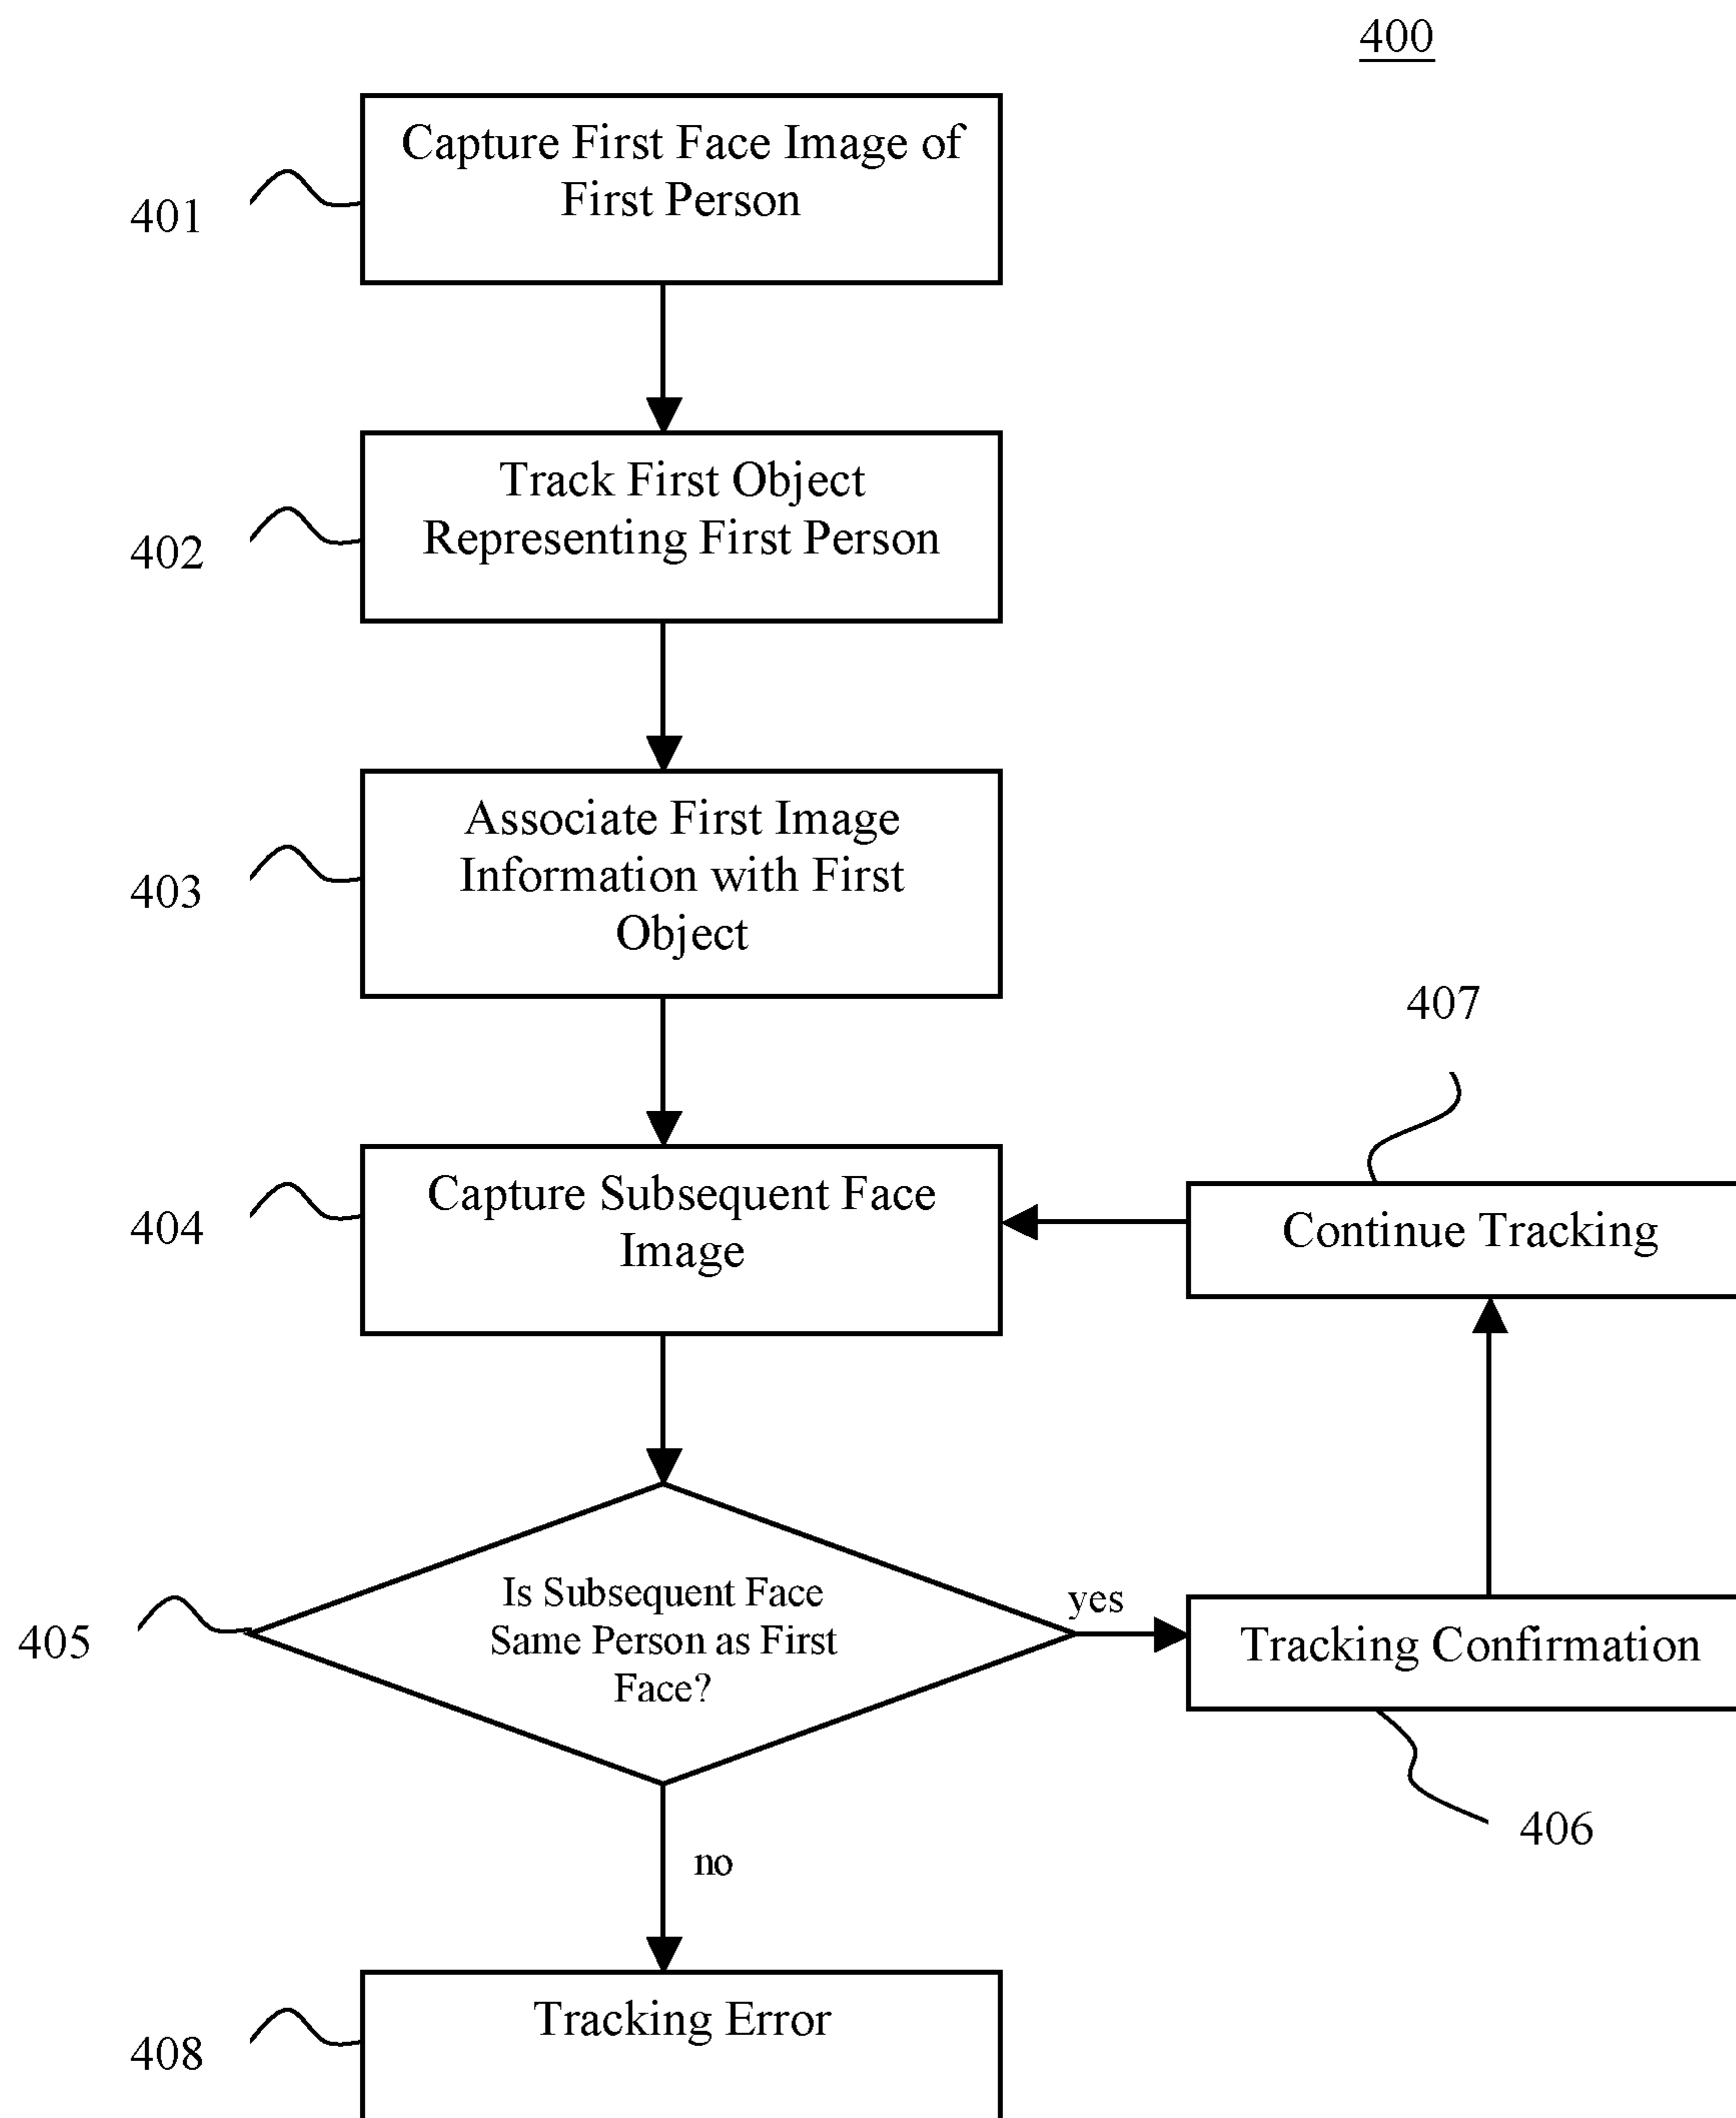 400
Capture First Face Image of
First Person
401
Track First Object
Representing First Person
402
Associate First Image
Information with First
Object
403
407
Capture Subsequent Face
Image
404
Continue Tracking
Is Subsequent Face
Same Person as First
Face?
405
yes
Tracking Confirmation
406
no
Tracking Error
408